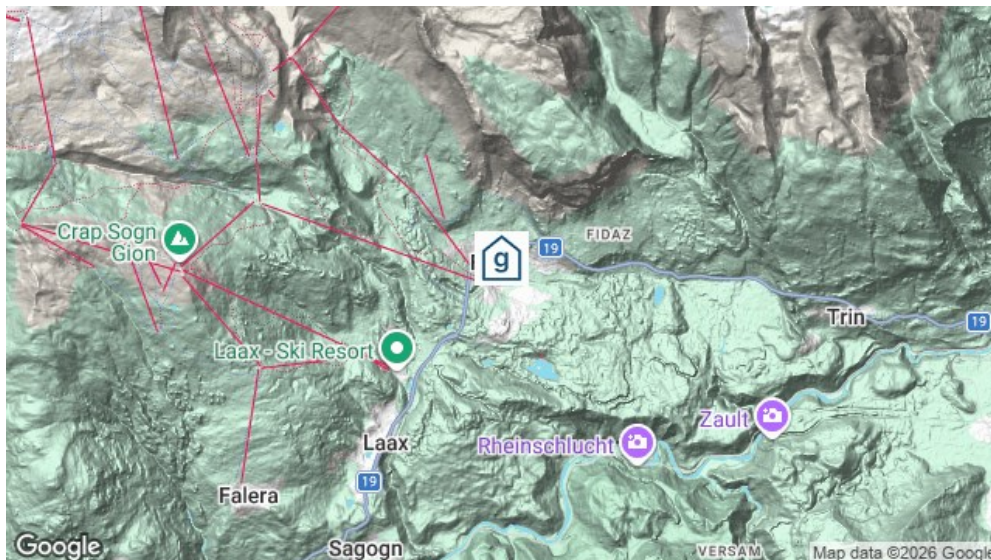 Crap Sogn
Gion
g
19
FIDAZ
Trin
19
Laax - Ski Resort
Zault
Rheinschlucht
Laax
19
Falera
Sagogn
VERSAM
Google
Map data ©2026 Google